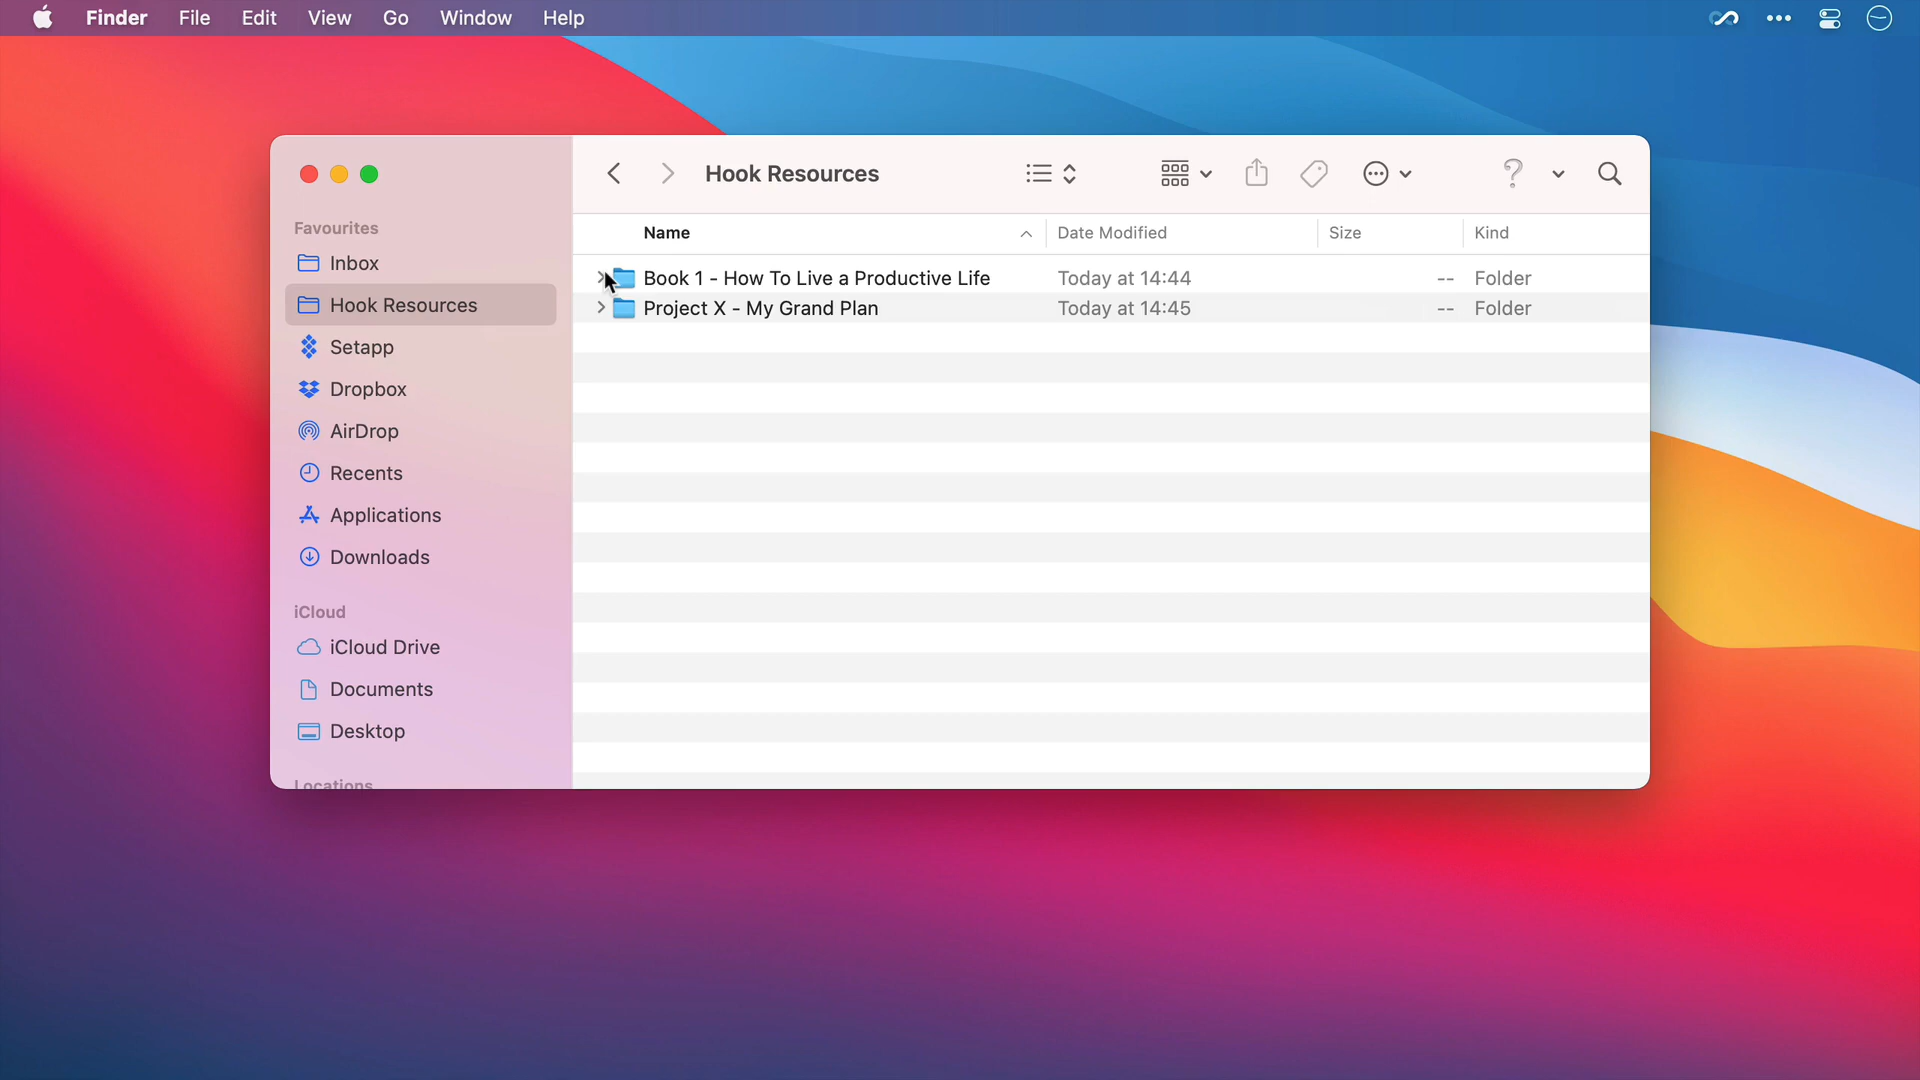 Finder File Edit View Go Window Help
Hook Resources
Favourites
Inbox
Hook Resources
Setapp
Dropbox
AirDrop
Recents
Applications
Downloads
iCloud
iCloud Drive
Documents
Desktop
Locations
Name Date Modified Size Kind
Book 1 - How To Live a Productive Life Today at 14:44 -- Folder
Project X - My Grand Plan Today at 14:45 -- Folder